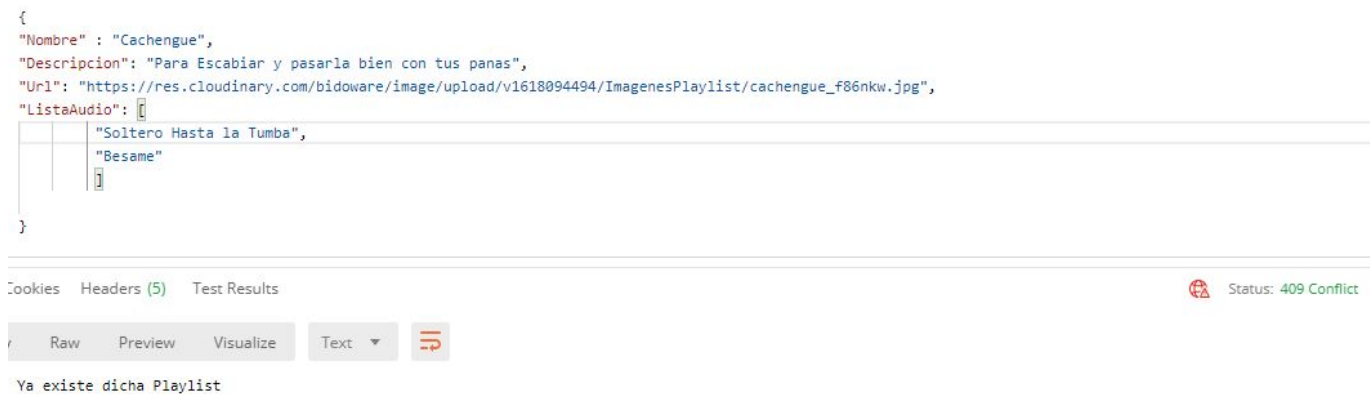 {
"Nombre" : "Cachengue",
"Descripcion": "Para Escabiar y pasarla bien con tus panas",
"Url": "https://res.cloudinary.com/bidoware/image/upload/v1618094494/ImagenesPlaylist/cachengue_f86nkw.jpg",
"ListaAudio": [
"Soltero Hasta la Tumba",
"Besame"
]
}
Cookies Headers (5) Test Results Status: 409 Conflict
Raw Preview Visualize Text
Ya existe dicha Playlist